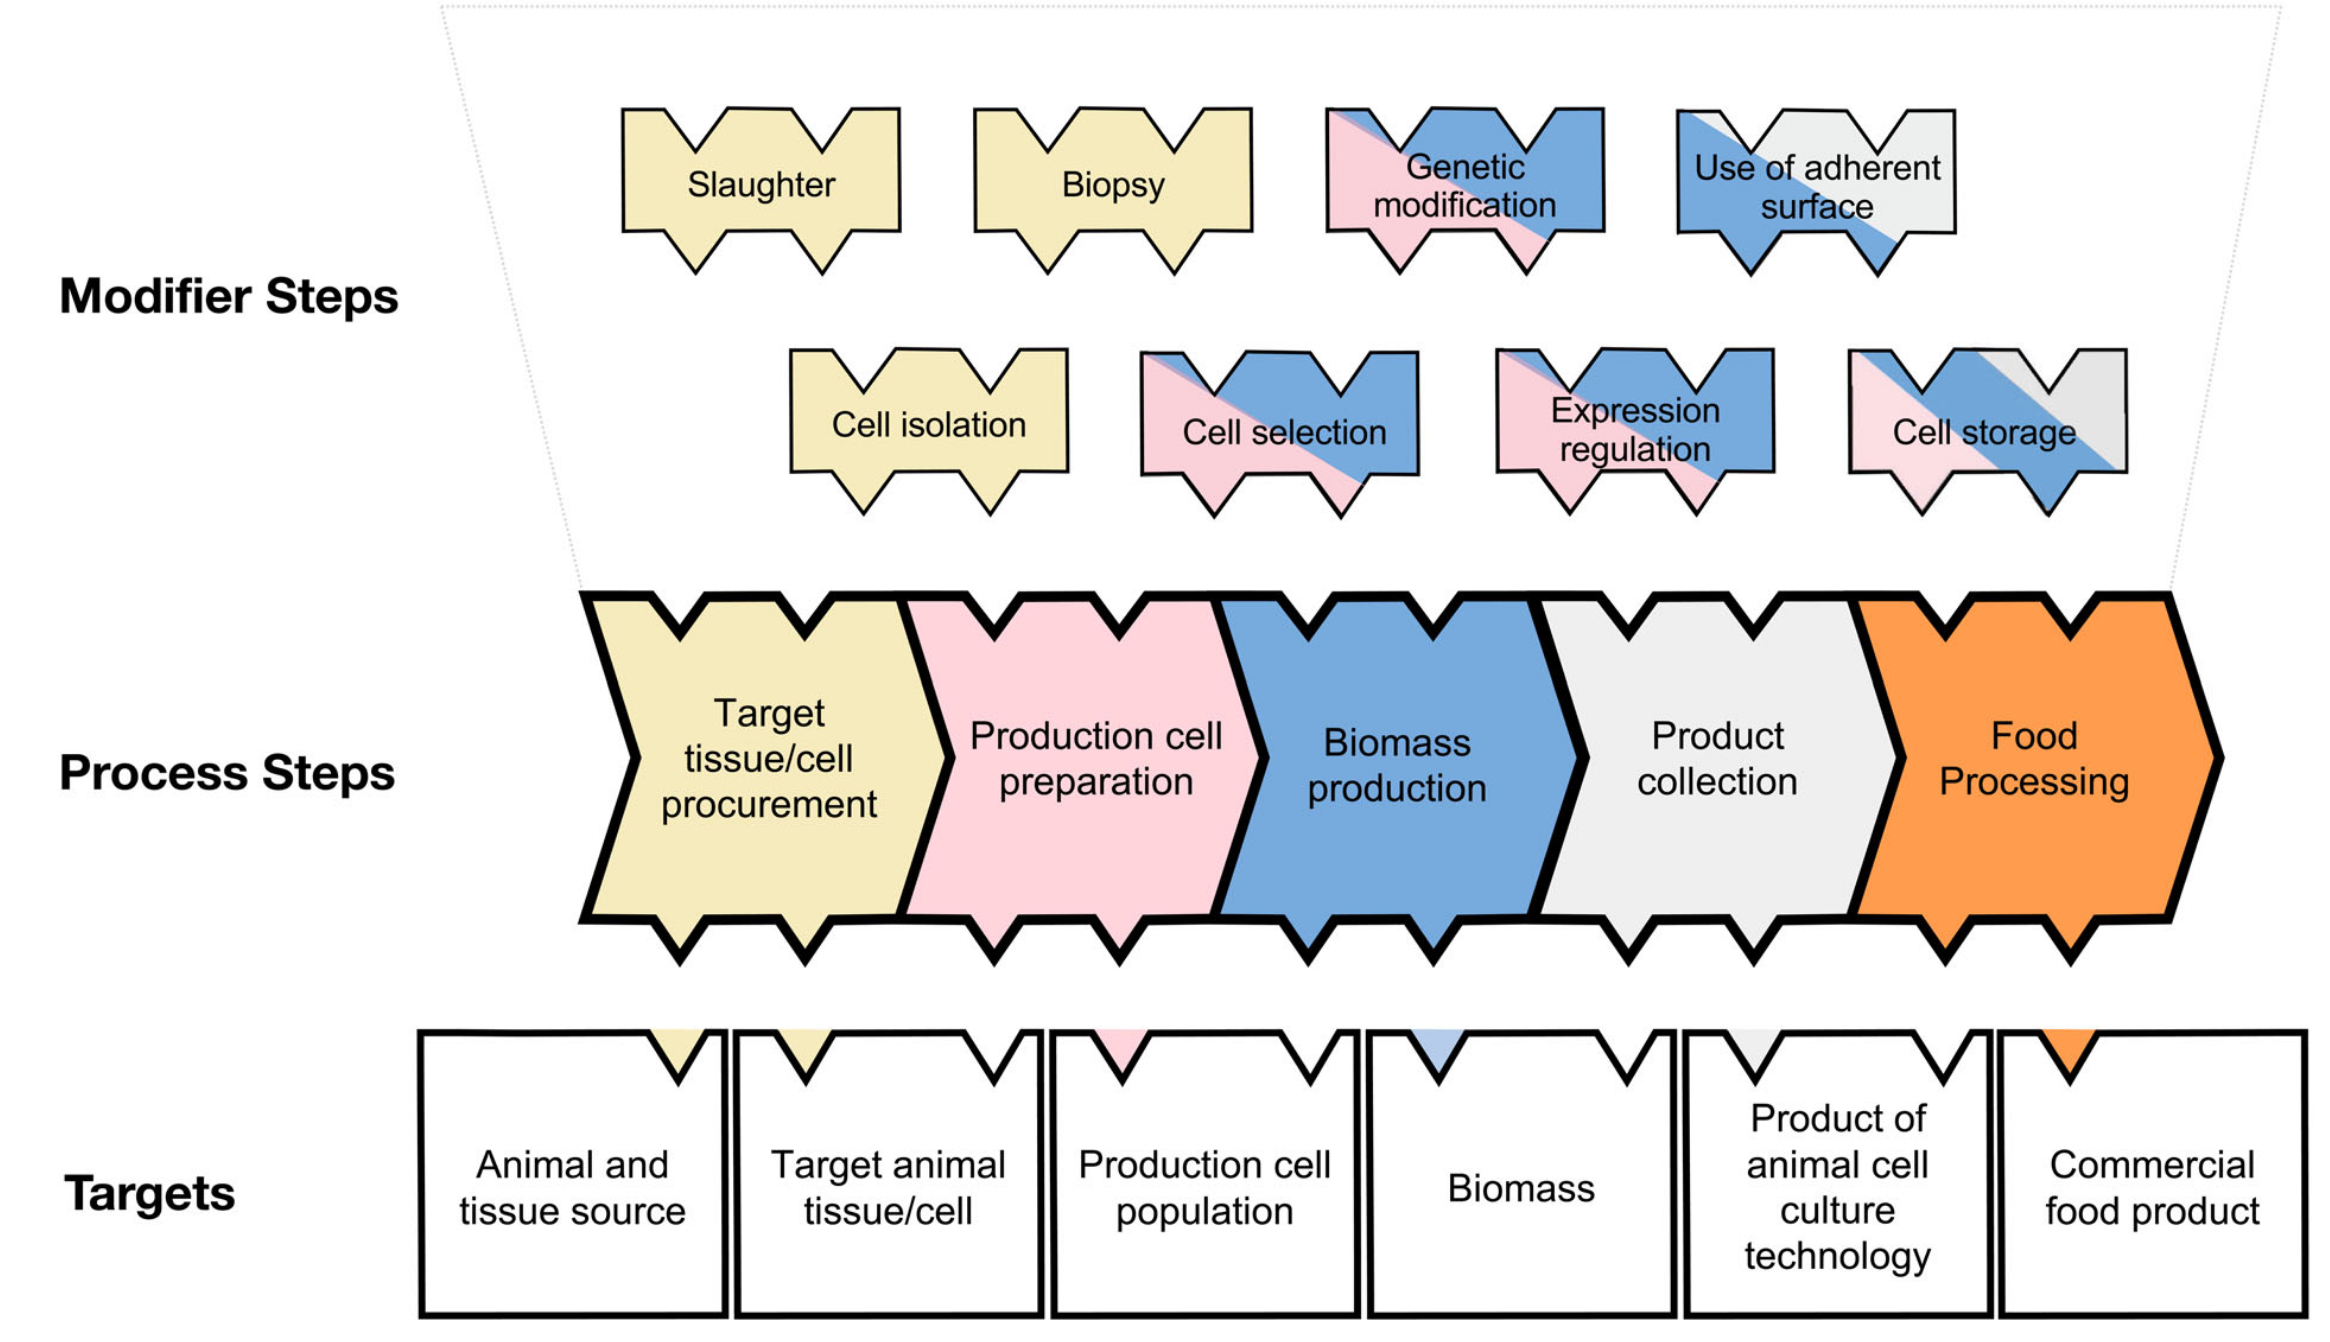 Slaughter
Biopsy
Genetic
modification
Use of adherent
surface
Modifier Steps
Cell isolation
Cell selection
Expression
regulation
Cell storage
Process Steps
Target
tissue/cell
procurement
Production cell
preparation
Biomass
production
Product
collection
Food
Processing
Targets
Animal and
tissue source
Target animal
tissue/cell
Production cell
population
Biomass
Product of
animal cell
culture
technology
Commercial
food product